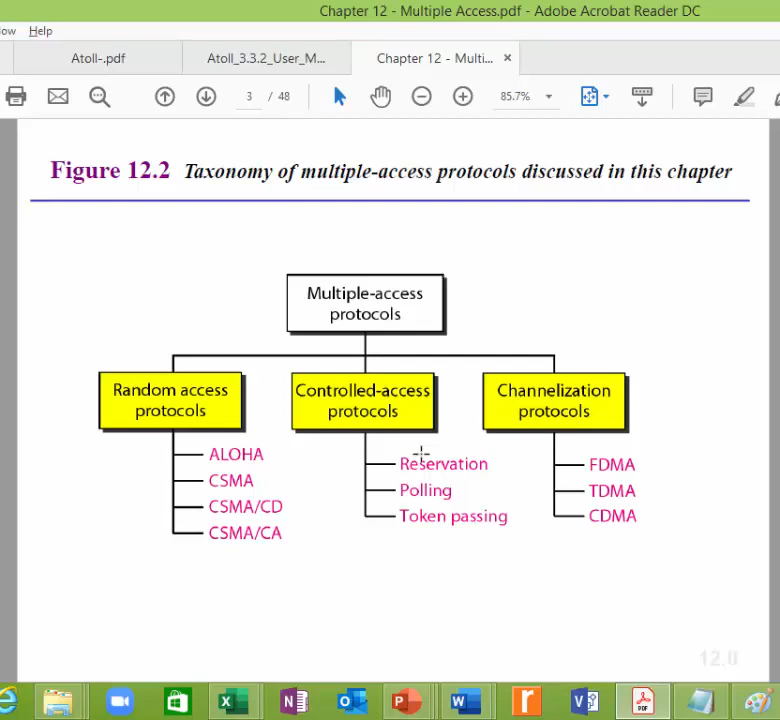 Chapter 12 - Multiple Access.pdf - Adobe Acrobat Reader DC
ow Help
Atoll-.pdf
Atoll_3.3.2_User_M...
Chapter 12 - Multi...
3 / 48
85.7%
Figure 12.2 Taxonomy of multiple-access protocols discussed in this chapter
Multiple-access
protocols
Random access
protocols
ALOHA
CSMA
CSMA/CD
CSMA/CA
Controlled-access
protocols
Reservation
Polling
Token passing
Channelization
protocols
FDMA
TDMA
CDMA